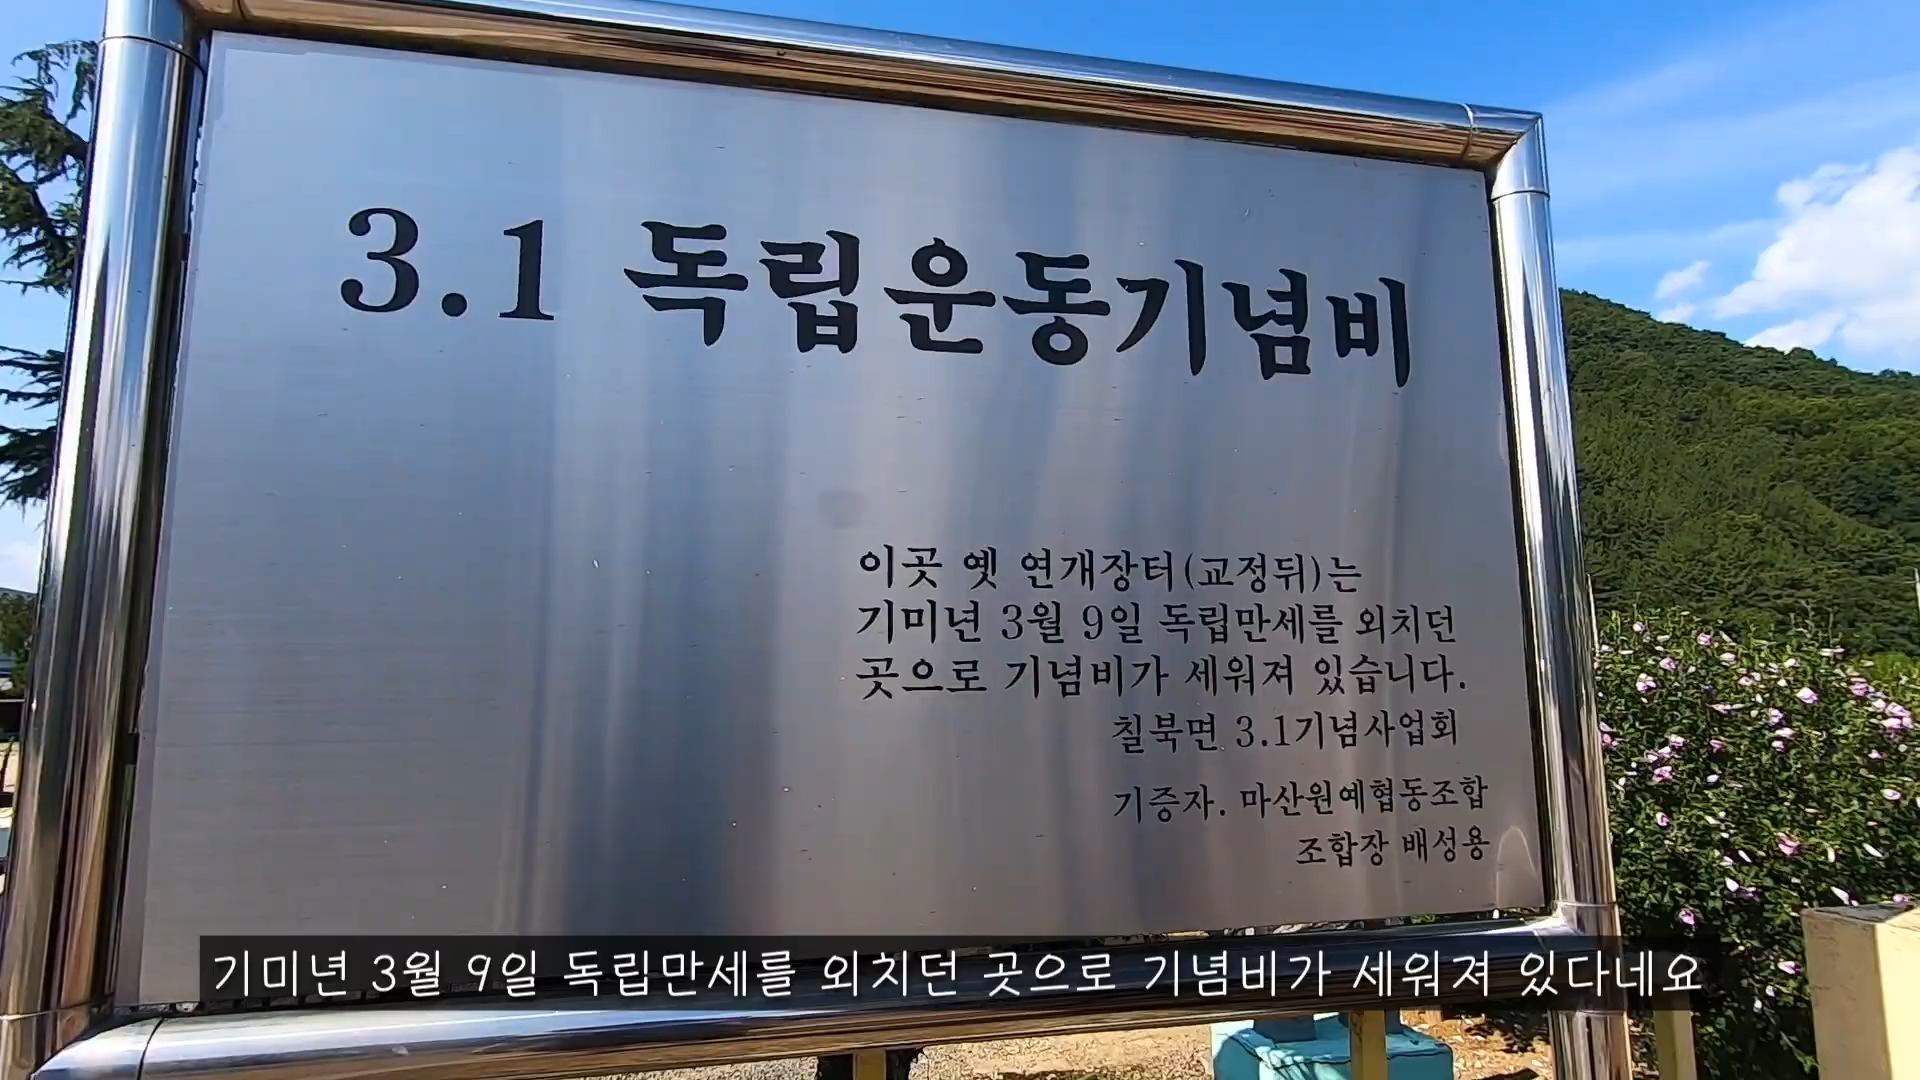 3.1 독립운동기념비
이곳 옛 연개장터(교정뒤)는
기미년 3월 9일 독립만세를 외치던
곳으로 기념비가 세워져 있습니다.
칠북면 3.1기념사업회
기증자. 마산원예협동조합
조합장 배성용
기미년 3월 9일 독립만세를 외치던 곳으로 기념비가 세워져 있다네요